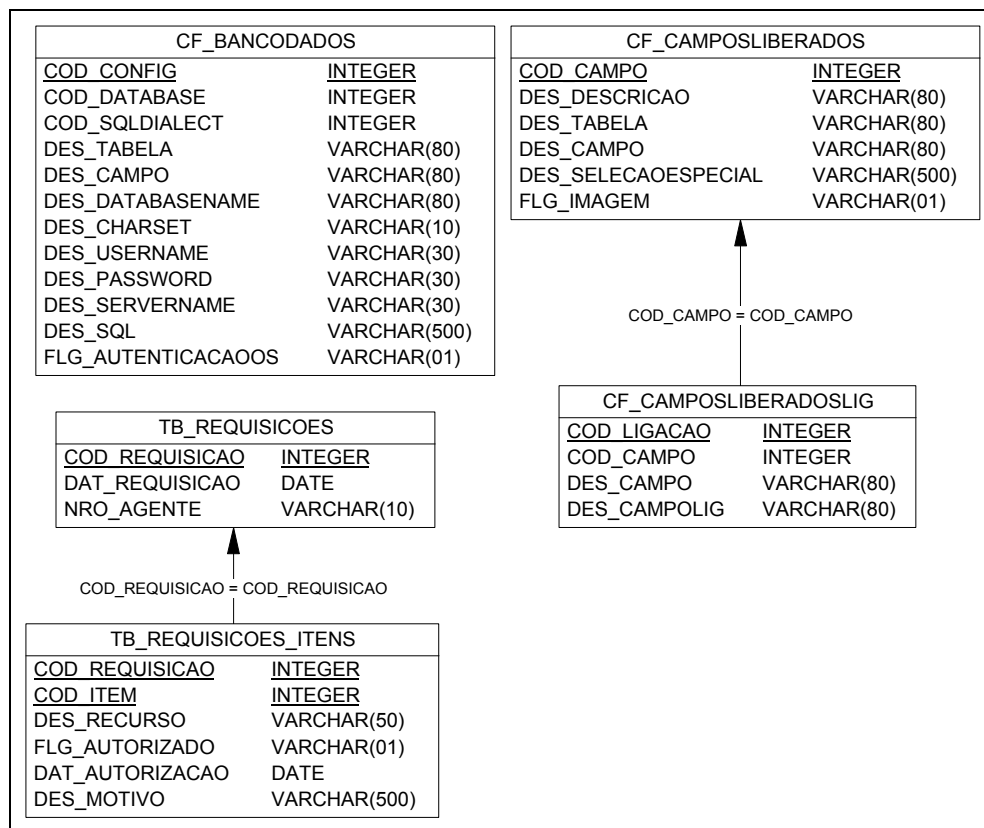 CF_BANCODADOS
COD_CONFIG INTEGER
COD_DATABASE INTEGER
COD_SQLDIALECT INTEGER
DES_TABELA VARCHAR(80)
DES_CAMPO VARCHAR(80)
DES_DATABASENAME VARCHAR(80)
DES_CHARSET VARCHAR(10)
DES_USERNAME VARCHAR(30)
DES_PASSWORD VARCHAR(30)
DES_SERVERNAME VARCHAR(30)
DES_SQL VARCHAR(500)
FLG_AUTENTICACAOOS VARCHAR(01)
CF_CAMPOSLIBERADOS
COD_CAMPO INTEGER
DES_DESCRICAO VARCHAR(80)
DES_TABELA VARCHAR(80)
DES_CAMPO VARCHAR(80)
DES_SELECAOESPECIAL VARCHAR(500)
FLG_IMAGEM VARCHAR(01)
COD_CAMPO = COD_CAMPO
CF_CAMPOSLIBERADOSLIG
COD_LIGACAO INTEGER
COD_CAMPO INTEGER
DES_CAMPO VARCHAR(80)
DES_CAMPOLIG VARCHAR(80)
TB_REQUISICOES
COD_REQUISICAO INTEGER
DAT_REQUISICAO DATE
NRO_AGENTE VARCHAR(10)
COD_REQUISICAO = COD_REQUISICAO
TB_REQUISICOES_ITENS
COD_REQUISICAO INTEGER
COD_ITEM INTEGER
DES_RECURSO VARCHAR(50)
FLG_AUTORIZADO VARCHAR(01)
DAT_AUTORIZACAO DATE
DES_MOTIVO VARCHAR(500)